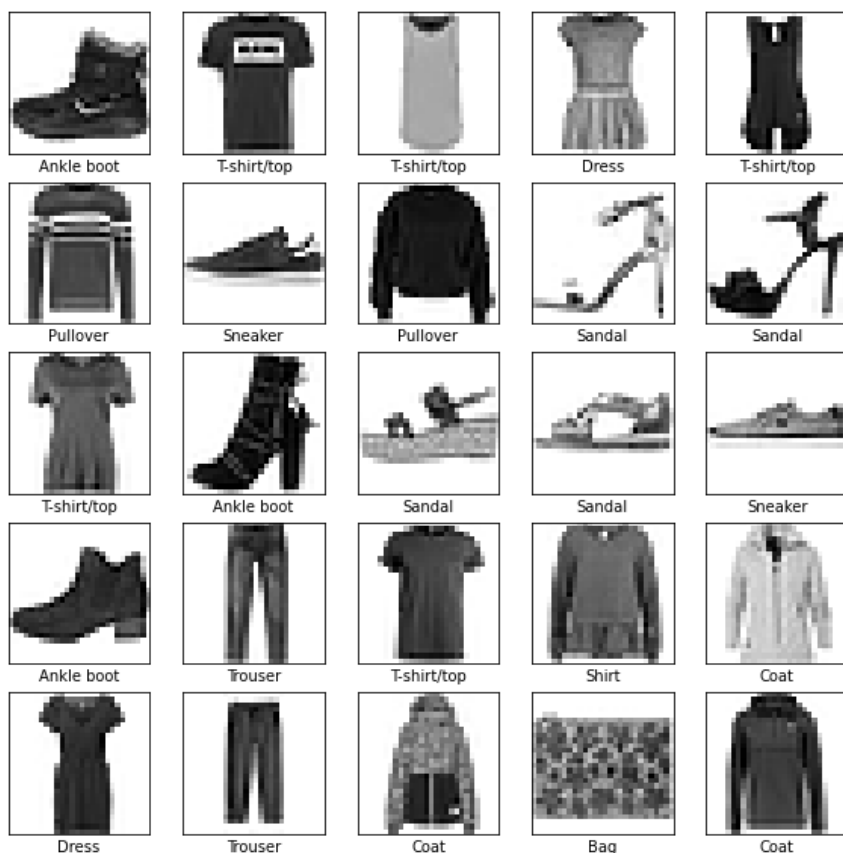 Ankle boot
T-shirt/top
T-shirt/top
Dress
T-shirt/top
Pullover
Sneaker
Pullover
Sandal
Sandal
T-shirt/top
Ankle boot
Sandal
Sandal
Sneaker
Ankle boot
Trouser
T-shirt/top
Shirt
Coat
Dress
Trouser
Coat
Bag
Coat